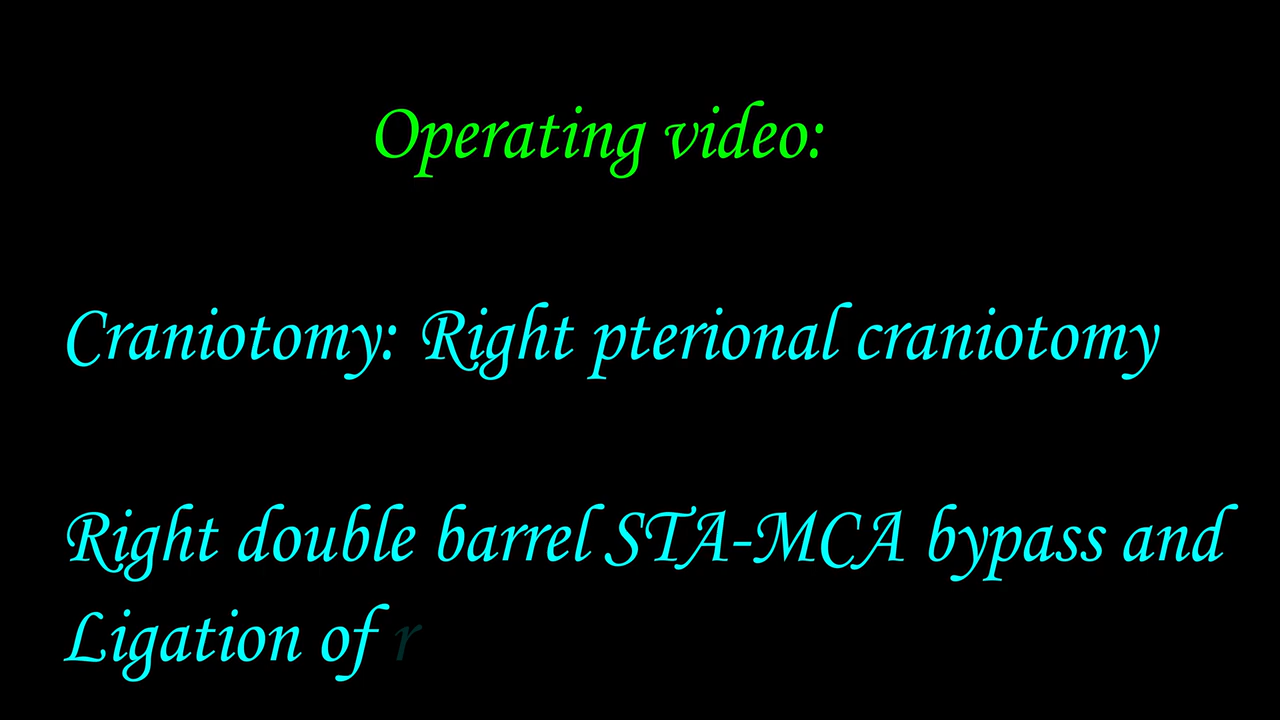 Operating video:
Craniotomy: Right pterional craniotomy
Right double barrel STA-MCA bypass and
Ligation of r